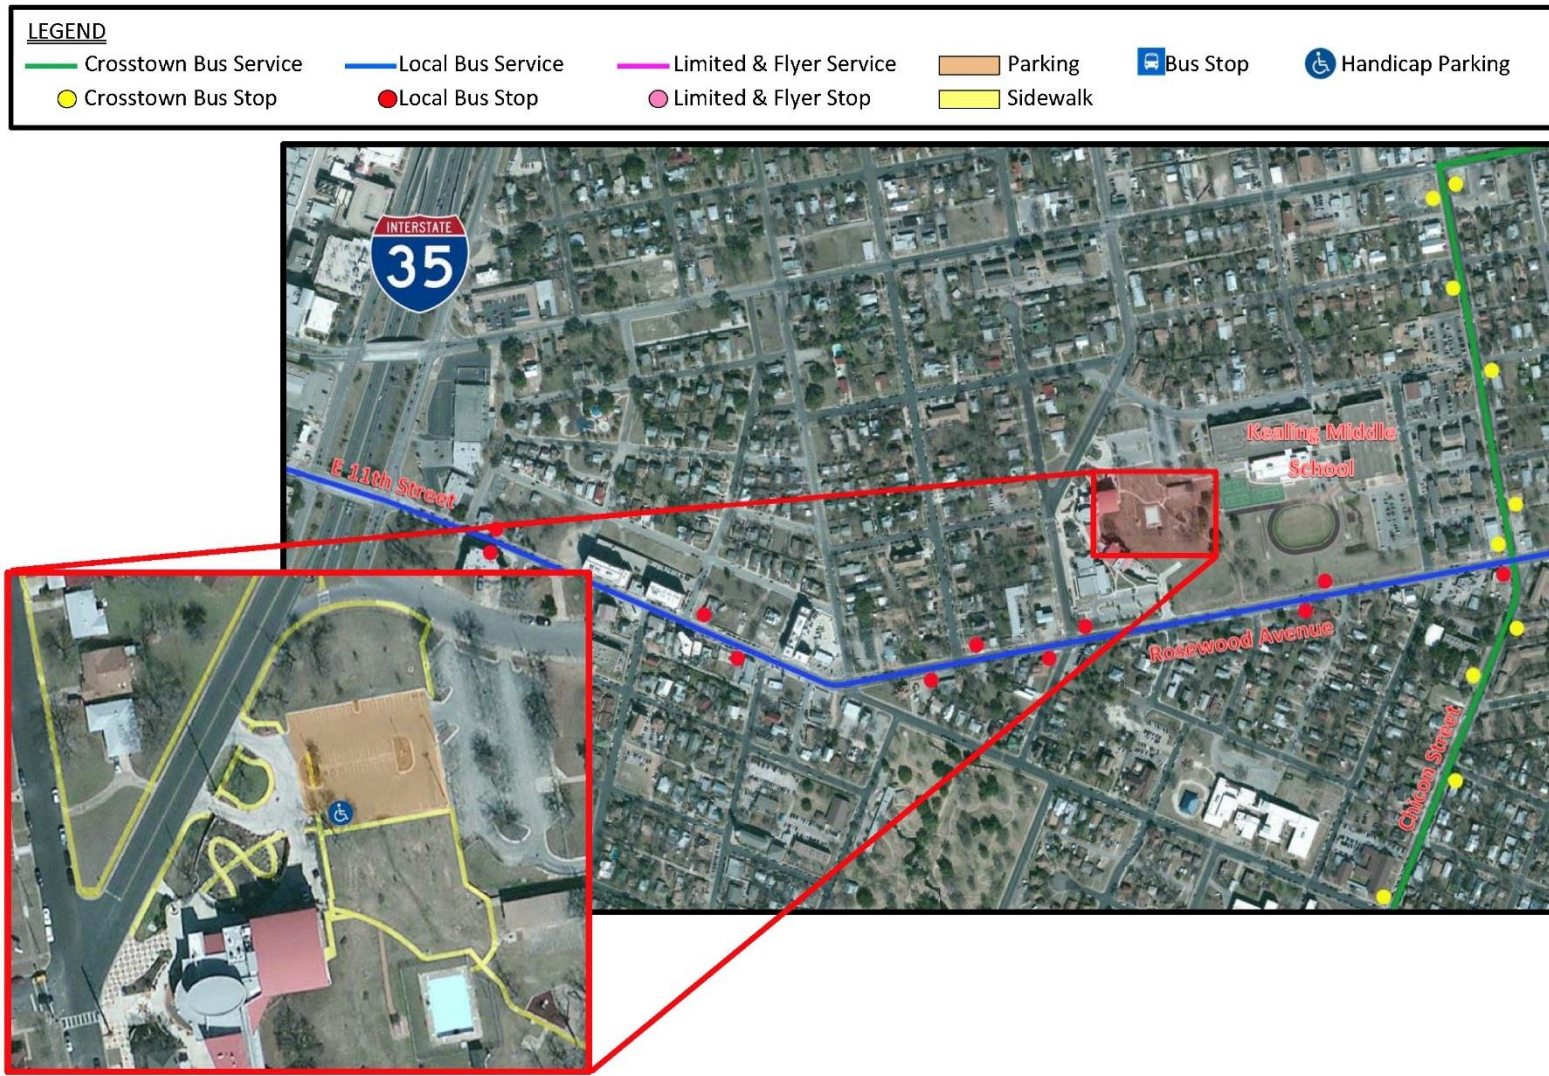 LEGEND
Crosstown Bus Service
Local Bus Service
Limited & Flyer Service
Parking
Bus Stop
Handicap Parking
Crosstown Bus Stop
Local Bus Stop
Limited & Flyer Stop
Sidewalk
INTERSTATE
35
E 11th Street
Kealing Middle
School
Rosewood Avenue
Chicon Street